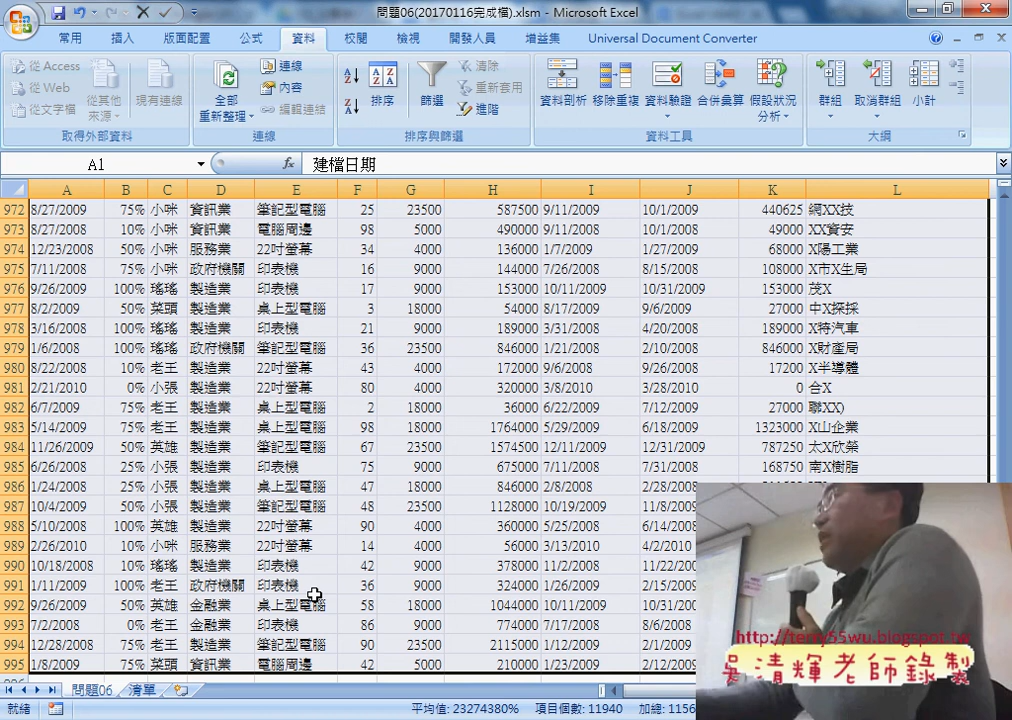 問題06(20170116完成檔).xlsm - Microsoft Excel
常用 插入 版面配置 公式 資料 校閱 檢視 開發人員 增益集 Universal Document Converter
從 Access 從 Web 從文字檔 從其他來源 現有連線 取得外部資料
全部重新整理 連線 內容 編輯連結 連線
排序 篩選 清除 重新套用 進階 排序與篩選
資料剖析 移除重複 資料驗證 合併彙算 假設狀況分析 資料工具
群組 取消群組 小計 大綱
A1 fx 建檔日期
A B C D E F G H I J K L
972 8/27/2009 75% 小咪 資訊業 筆記型電腦 25 23500 587500 9/11/2009 10/1/2009 440625 網XX技
973 8/27/2008 10% 小咪 資訊業 電腦周邊 98 5000 490000 9/11/2008 10/1/2008 49000 XX資安
974 12/23/2008 50% 小咪 服務業 22吋螢幕 34 4000 136000 1/7/2009 1/27/2009 68000 X陽工業
975 7/11/2008 75% 小咪 政府機關 印表機 16 9000 144000 7/26/2008 8/15/2008 108000 X市X生局
976 9/26/2009 100% 瑤瑤 製造業 印表機 17 9000 153000 10/11/2009 10/31/2009 153000 茂X
977 8/2/2009 50% 菜頭 製造業 桌上型電腦 3 18000 54000 8/17/2009 9/6/2009 27000 中X探採
978 3/16/2008 100% 瑤瑤 製造業 印表機 21 9000 189000 3/31/2008 4/20/2008 189000 X特汽車
979 1/6/2008 100% 瑤瑤 政府機關 筆記型電腦 36 23500 846000 1/21/2008 2/10/2008 846000 X財產局
980 8/22/2008 10% 老王 製造業 22吋螢幕 43 4000 172000 9/6/2008 9/26/2008 17200 X半導體
981 2/21/2010 0% 小張 製造業 22吋螢幕 80 4000 320000 3/8/2010 3/28/2010 0 合X
982 6/7/2009 75% 老王 製造業 桌上型電腦 2 18000 36000 6/22/2009 7/12/2009 27000 聯XX)
983 5/14/2009 75% 老王 製造業 桌上型電腦 98 18000 1764000 5/29/2009 6/18/2009 1323000 X山企業
984 11/26/2009 50% 英雄 製造業 筆記型電腦 67 23500 1574500 12/11/2009 12/31/2009 787250 太X欣榮
985 6/26/2008 25% 小張 製造業 印表機 75 9000 675000 7/11/2008 7/31/2008 168750 南X樹脂
986 1/24/2008 25% 小張 製造業 桌上型電腦 47 18000 846000 2/8/2008 2/28/2008
987 10/4/2009 50% 小張 製造業 筆記型電腦 48 23500 1128000 10/19/2009 11/8/2009
988 5/10/2008 100% 英雄 製造業 22吋螢幕 90 4000 360000 5/25/2008 6/14/2008
989 2/26/2010 10% 小咪 服務業 22吋螢幕 14 4000 56000 3/13/2010 4/2/2010
990 10/18/2008 10% 瑤瑤 製造業 印表機 42 9000 378000 11/2/2008 11/22/200
991 1/11/2009 100% 老王 政府機關 印表機 36 9000 324000 1/26/2009 2/15/2009
992 9/26/2009 50% 英雄 金融業 桌上型電腦 58 18000 1044000 10/11/2009 10/31/200
993 7/2/2008 0% 老王 金融業 印表機 86 9000 774000 7/17/2008 8/6/2008
994 12/28/2008 75% 老王 製造業 筆記型電腦 90 23500 2115000 1/12/2009 2/1/2009
995 1/8/2009 75% 菜頭 資訊業 電腦周邊 42 5000 210000 1/23/2009 2/12/2009
http://terry55wu.blogspot.tw
吳清輝老師錄製
問題06 清單
就緒 平均值: 23274380% 項目個數: 11940 加總: 1156